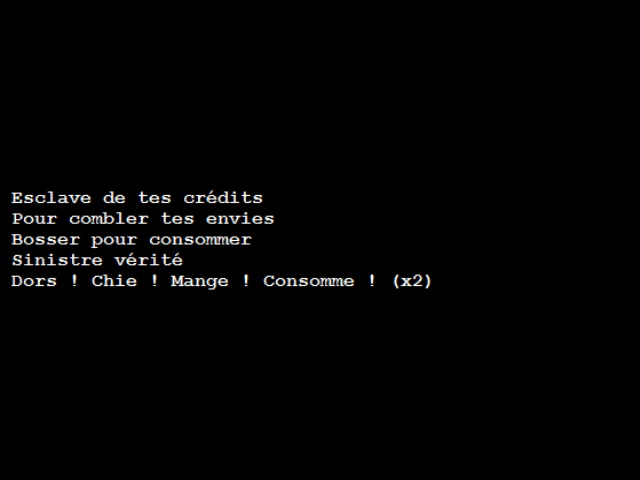 Esclave de tes crédits
Pour combler tes envies
Bosser pour consommer
Sinistre vérité
Dors ! Chie ! Mange ! Consomme ! (x2)